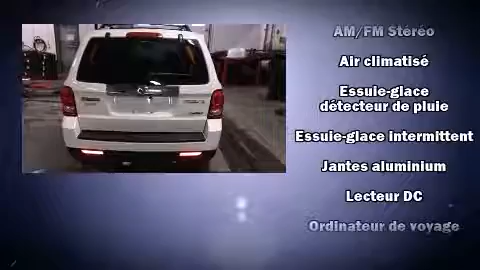 AM/FM Stéréo
Air climatisé
Essuie-glace
détecteur de pluie
Essuie-glace intermittent
Jantes aluminium
Lecteur DC
Ordinateur de voyage